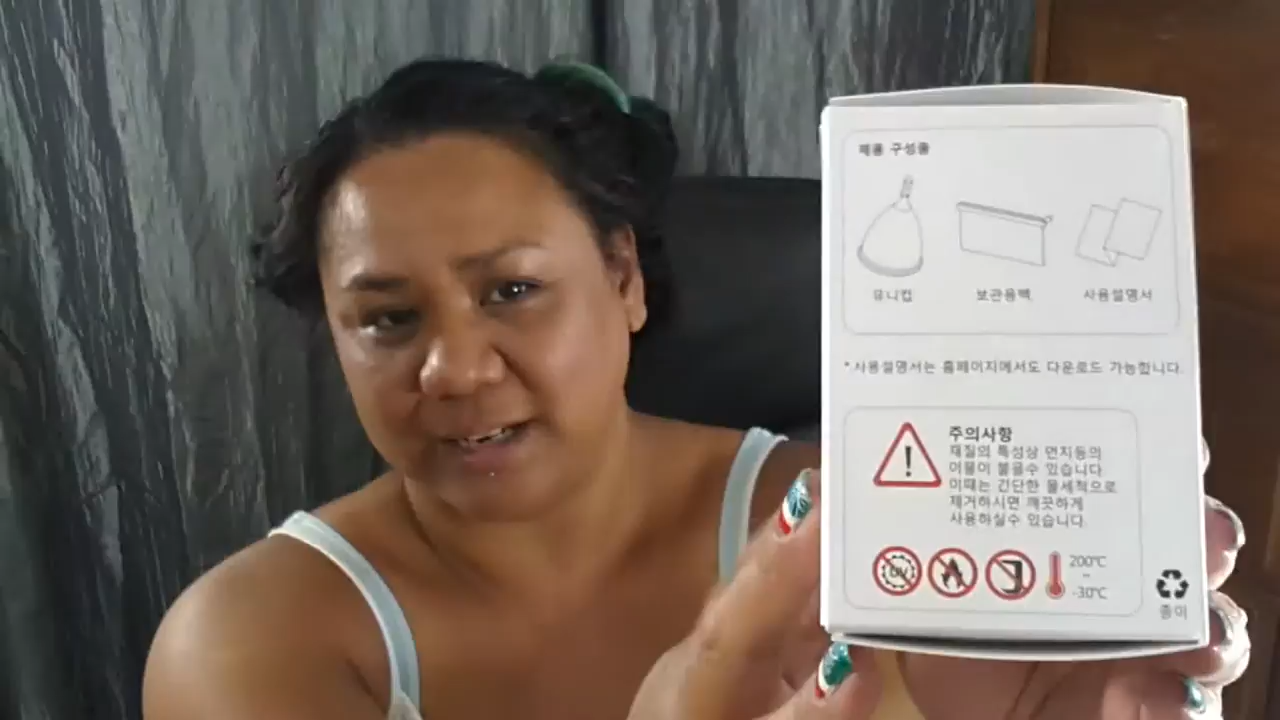 제품 구성품
유니컵
보관용백
사용설명서
* 사용설명서는 홈페이지에서도 다운로드 가능합니다.
주의사항
재질의 특성상 먼지등의
이물이 붙을수 있습니다
이때는 간단한 물세척으로
제거하시면 깨끗하게
사용하실수 있습니다.
UV
200℃
~
-30℃
종이